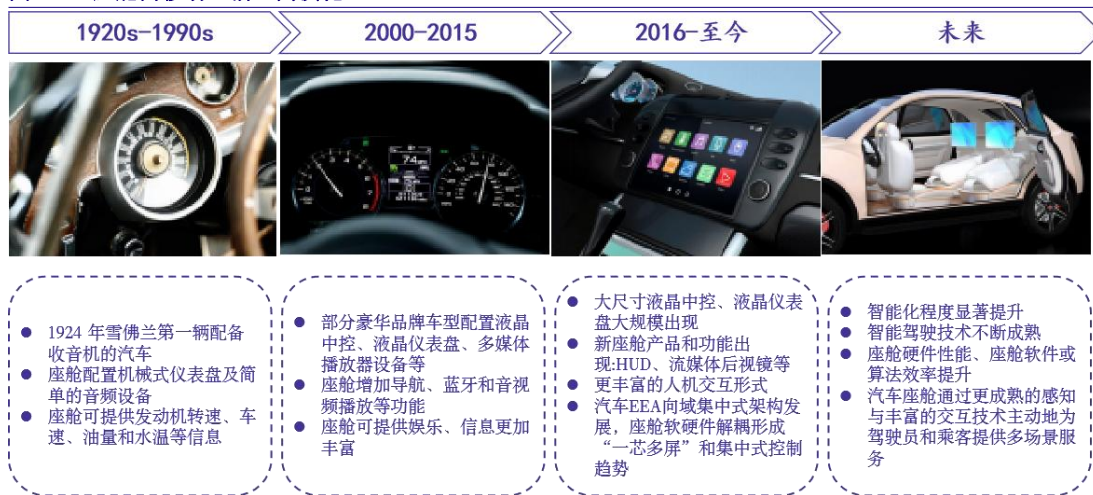 1920s-1990s
2000-2015
2016-至今
未来
1924 年雪佛兰第一辆配备
收音机的汽车
座舱配置机械式仪表盘及简
单的音频设备
座舱可提供发动机转速、车
速、油量和水温等信息
部分豪华品牌车型配置液晶
中控、液晶仪表盘、多媒体
播放器设备等
座舱增加导航、蓝牙和音视
频播放等功能
座舱可提供娱乐、信息更加
丰富
大尺寸液晶中控、液晶仪表
盘大规模出现
新座舱产品和功能出
现:HUD、流媒体后视镜等
更丰富的人机交互形式
汽车EEA向域集中式架构发
展，座舱软硬件解耦形成
“一芯多屏”和集中式控制
趋势
智能化程度显著提升
智能驾驶技术不断成熟
座舱硬件性能、座舱软件或
算法效率提升
汽车座舱通过更成熟的感知
与丰富的交互技术主动地为
驾驶员和乘客提供多场景服
务